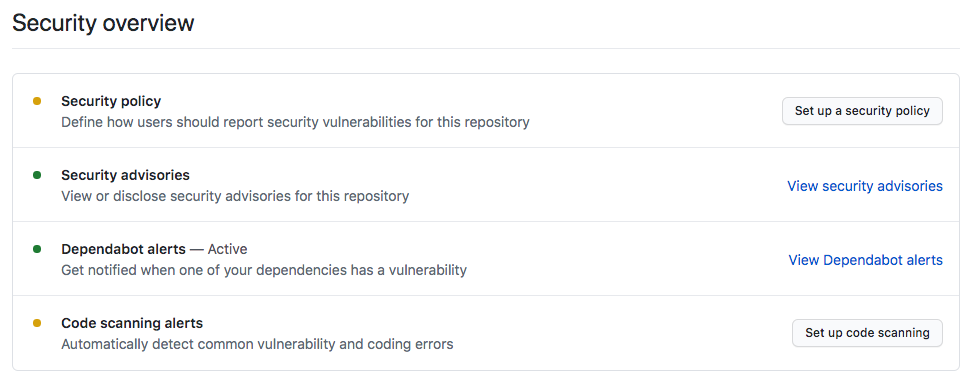 Security overview
Security policy
Define how users should report security vulnerabilities for this repository
Set up a security policy
Security advisories
View or disclose security advisories for this repository
View security advisories
Dependabot alerts — Active
Get notified when one of your dependencies has a vulnerability
View Dependabot alerts
Code scanning alerts
Automatically detect common vulnerability and coding errors
Set up code scanning